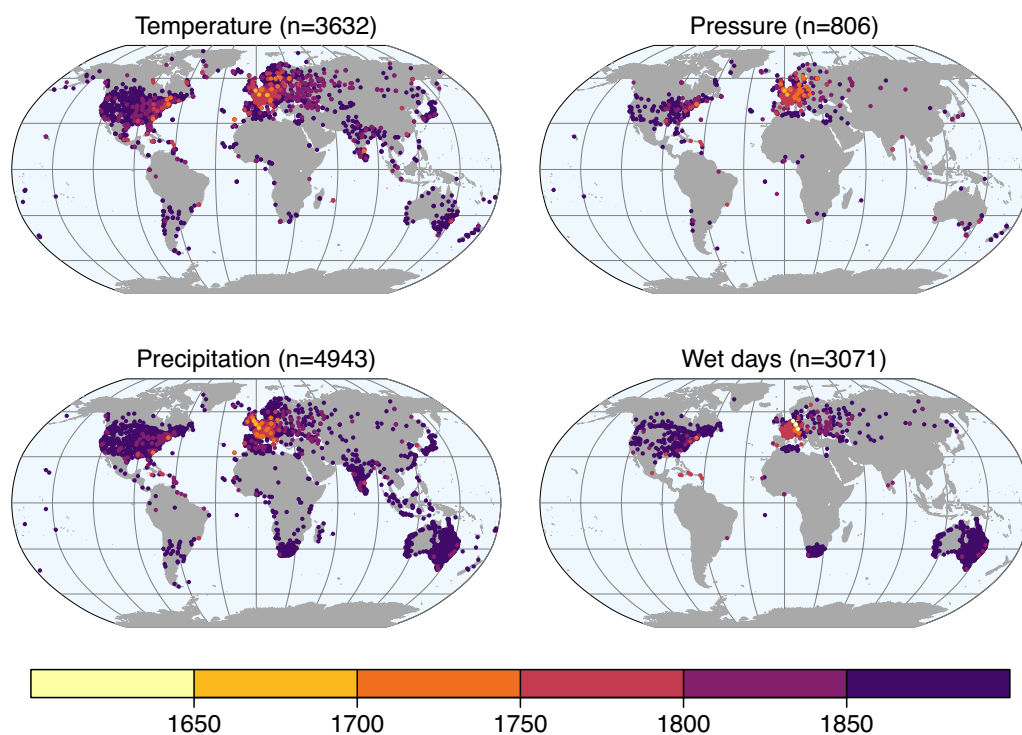 Temperature (n=3632)
Pressure (n=806)
Precipitation (n=4943)
Wet days (n=3071)
1650 1700 1750 1800 1850